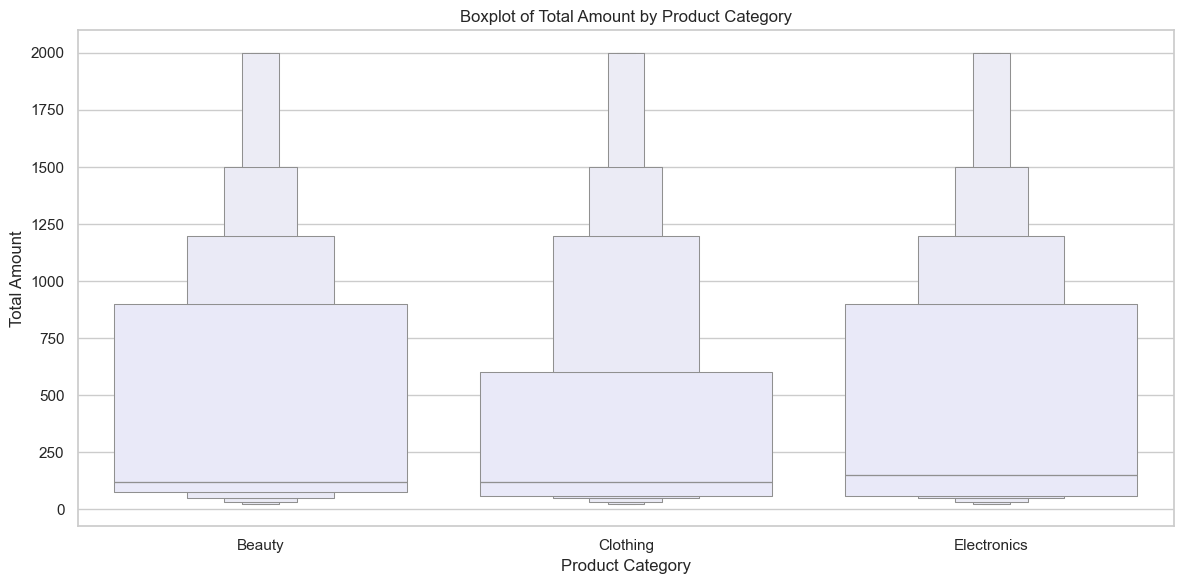 Boxplot of Total Amount by Product Category
Total Amount
2000
1750
1500
1250
1000
750
500
250
0
Beauty
Clothing
Electronics
Product Category